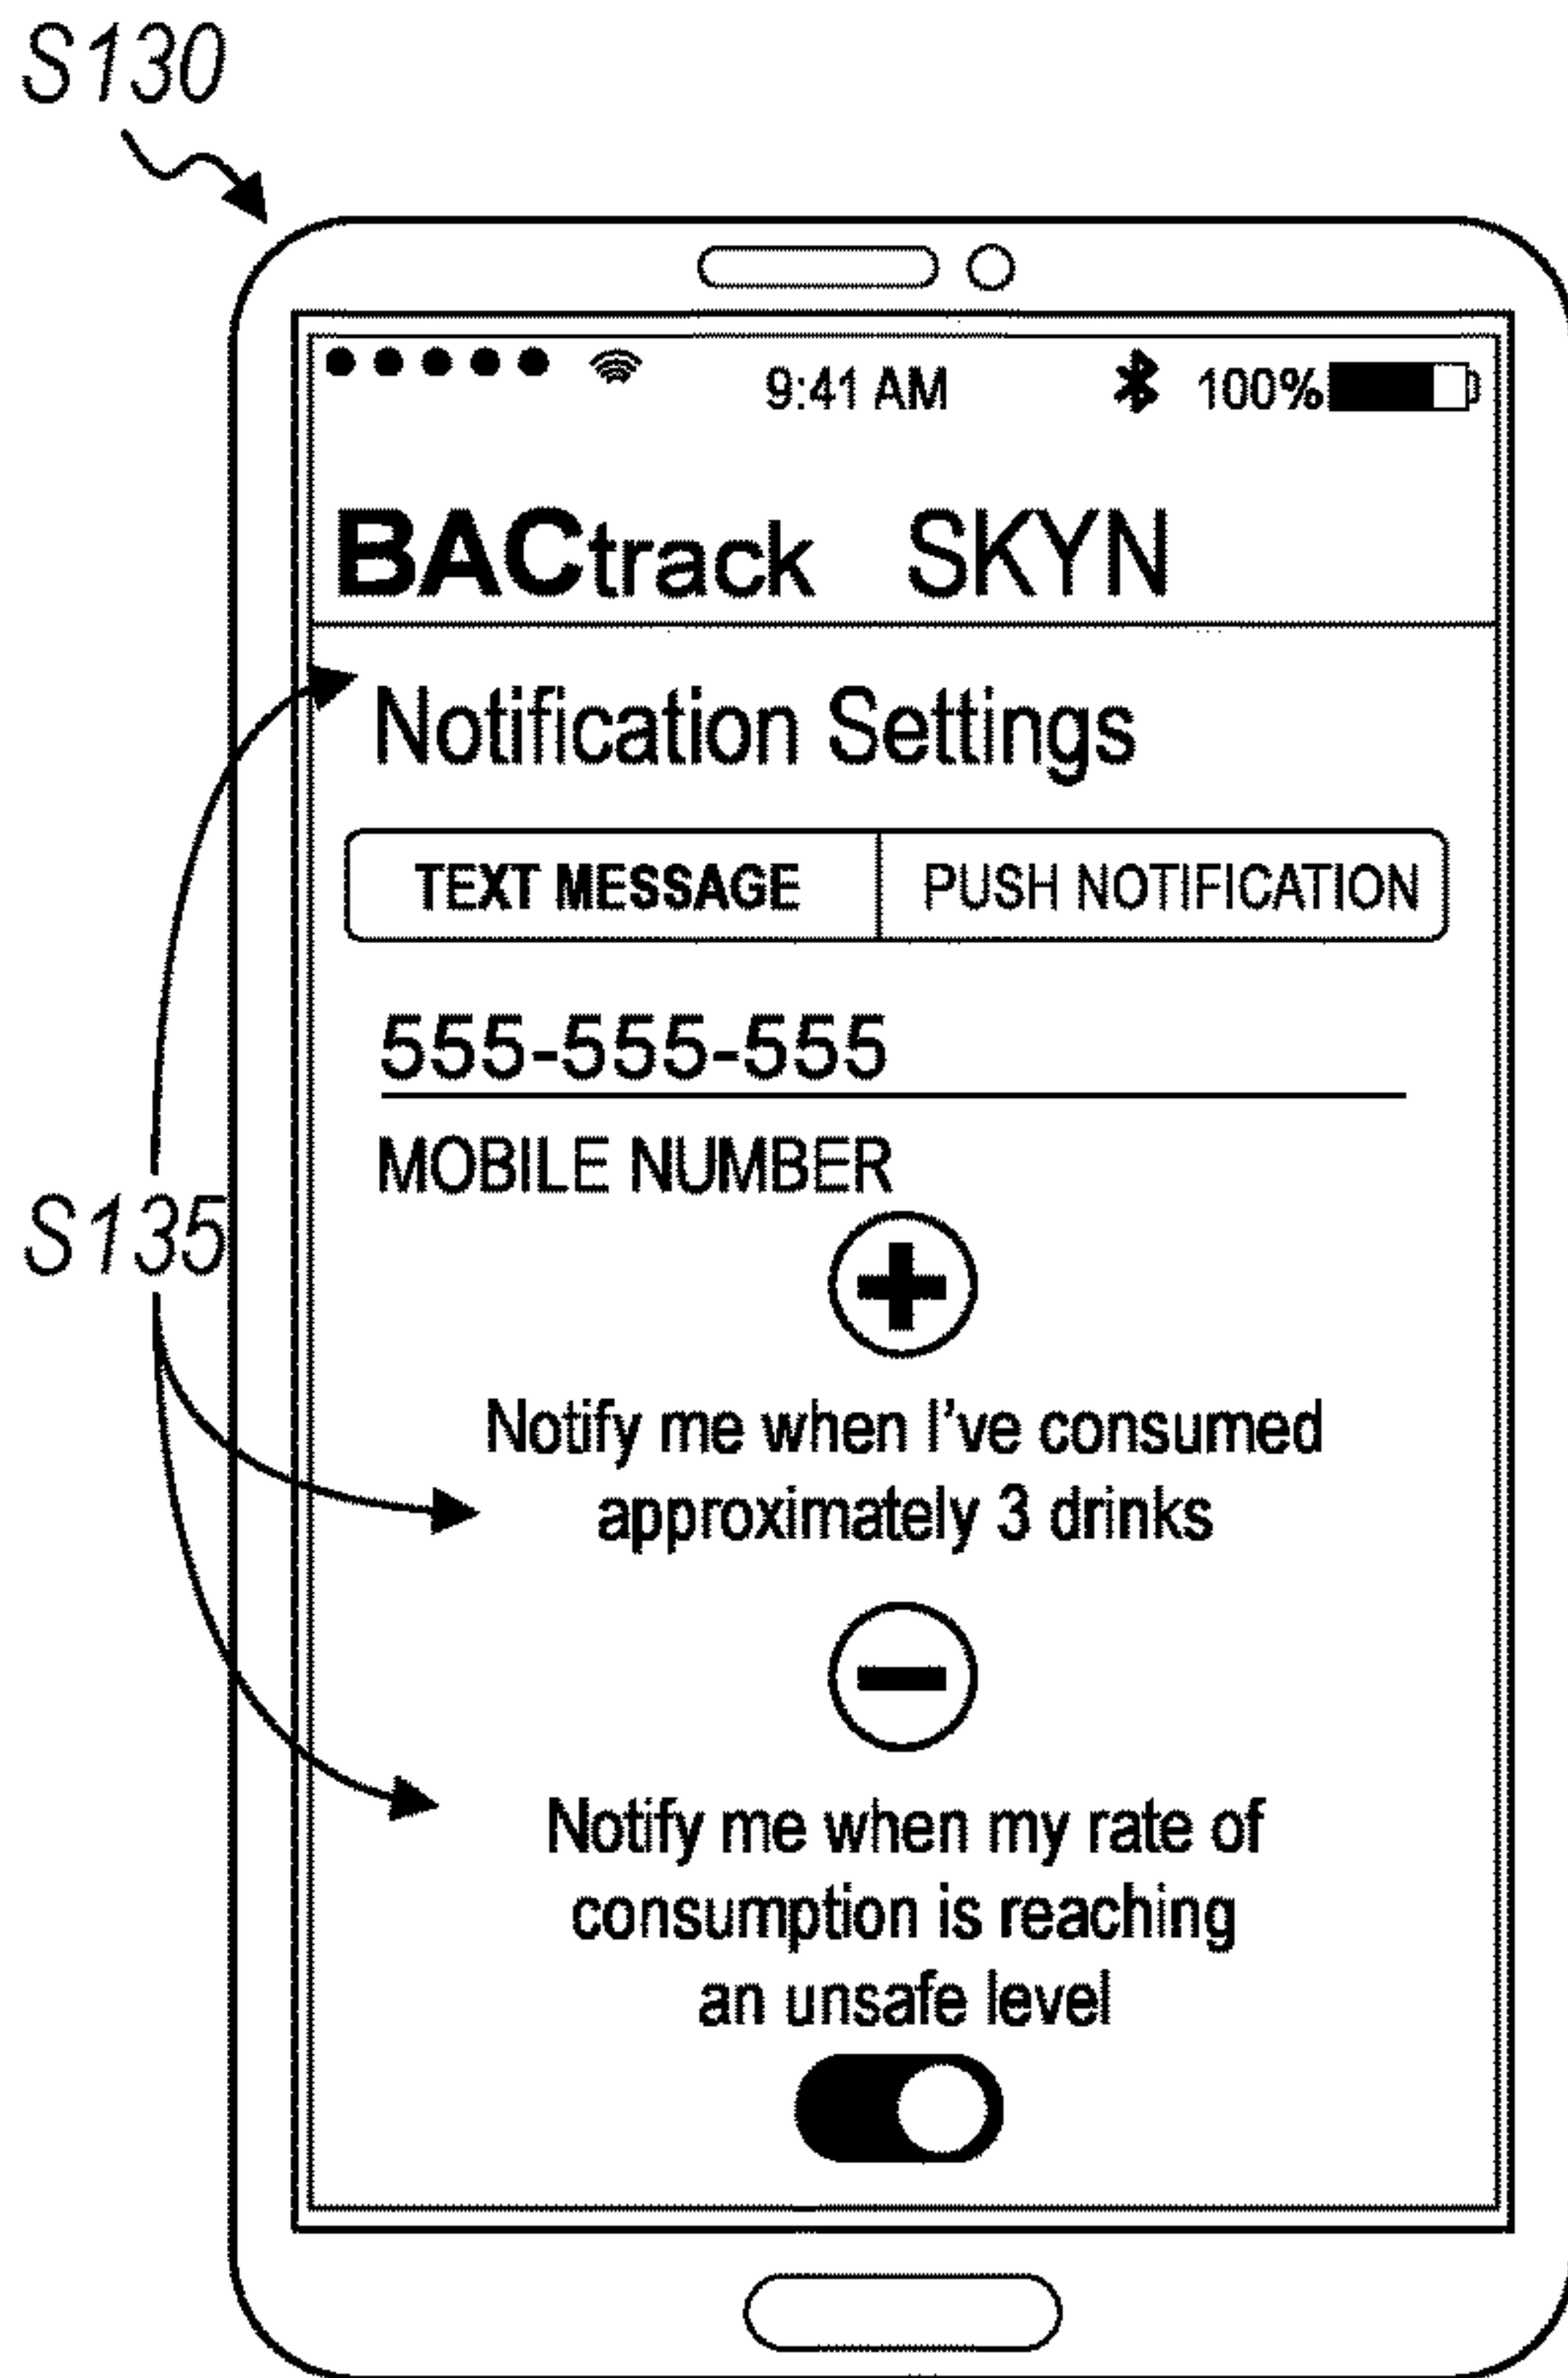 S130
9:41 AM 100%
BACtrack SKYN
Notification Settings
TEXT MESSAGE PUSH NOTIFICATION
555-555-555
MOBILE NUMBER
S135
Notify me when I've consumed
approximately 3 drinks
Notify me when my rate of
consumption is reaching
an unsafe level